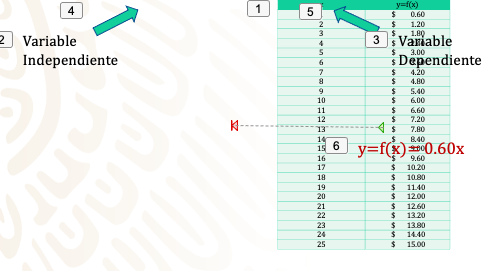 4
1
5
y=f(x)
$ 0.60
2 $ 1.20
2 Variable
Independiente
3 Variable
Dependiente
3 $ 1.80
4 $
5 $ 3.00
6 $
7 $ 4.20
8 $ 4.80
9 $ 5.40
10 $ 6.00
11 $ 6.60
12 $ 7.20
13 $ 7.80
14 $ 8.40
6 y=f(x)=0.60x
15 $
16 $ 9.60
17 $ 10.20
18 $ 10.80
19 $ 11.40
20 $ 12.00
21 $ 12.60
22 $ 13.20
23 $ 13.80
24 $ 14.40
25 $ 15.00